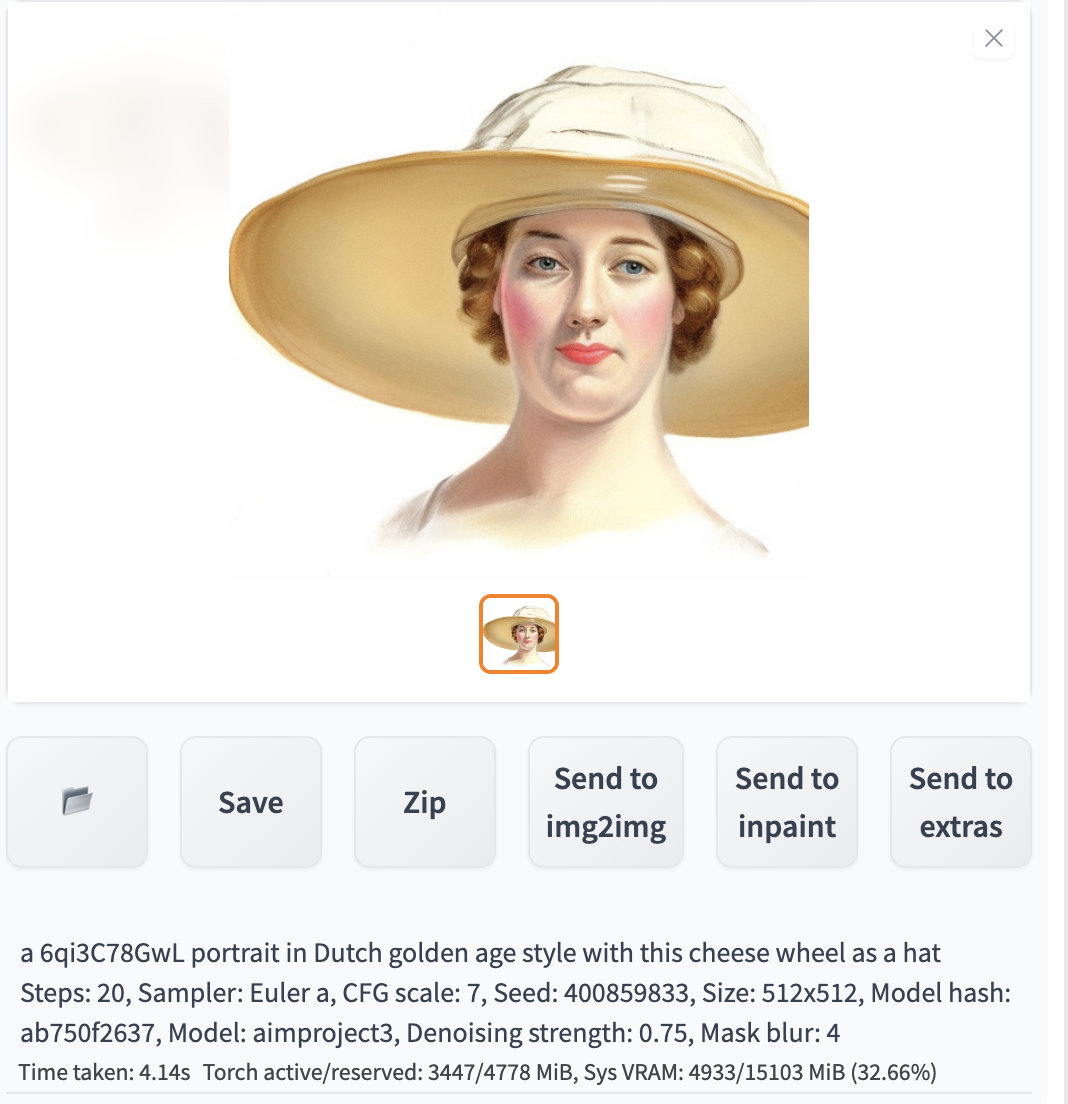 Save
Zip
Send to
img2img
Send to
inpaint
Send to
extras
a 6qi3C78GwL portrait in Dutch golden age style with this cheese wheel as a hat
Steps: 20, Sampler: Euler a, CFG scale: 7, Seed: 400859833, Size: 512x512, Model hash:
ab750f2637, Model: aimproject3, Denoising strength: 0.75, Mask blur: 4
Time taken: 4.14s Torch active/reserved: 3447/4778 MiB, Sys VRAM: 4933/15103 MiB (32.66%)